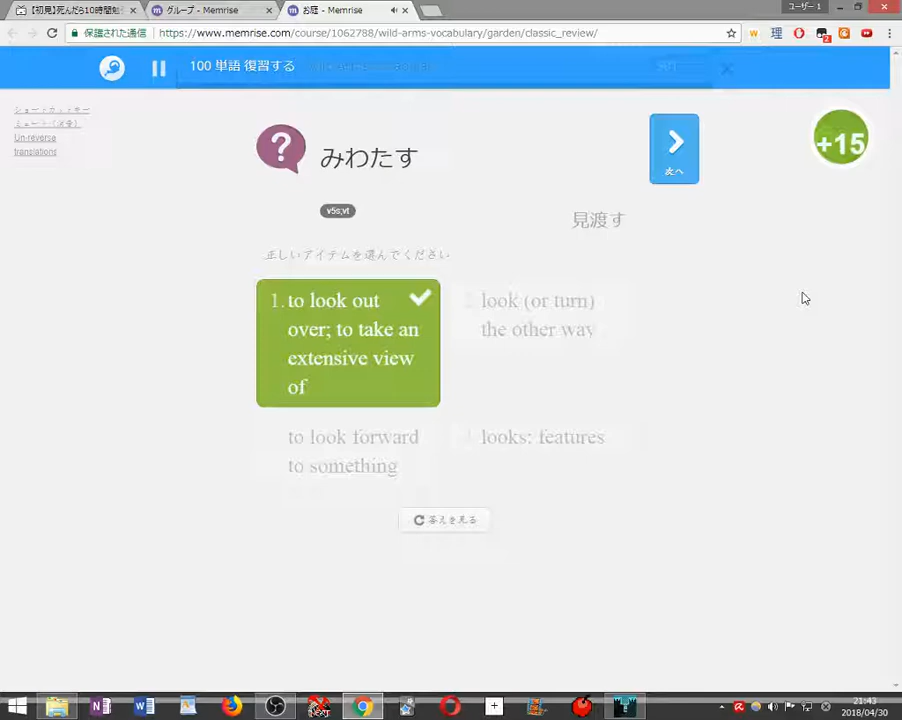 【初見】死んだら10時間勉
グループ - Memrise
お庭 - Memrise
ユーザー 1
保護された通信
https://www.memrise.com/course/1062788/wild-arms-vocabulary/garden/classic_review/
100 単語 復習する
Un-reverse
translations
?
みわたす
次へ
+15
v5s;vt
見渡す
正しいアイテムを選んでください
1. to look out
over; to take an
extensive view
of
2. look (or turn)
the other way
to look forward
to something
looks; features
答えを見る
21:43
2018/04/30